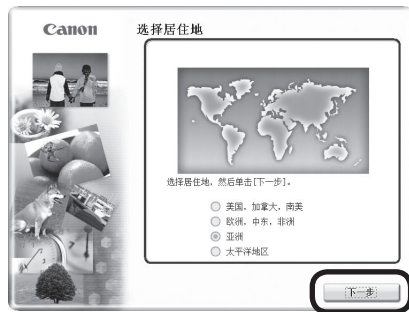 Canon
选择居住地
选择居住地，然后单击[下一步]。
美国，加拿大，南美
欧洲，中东，非洲
亚洲
太平洋地区
下一步